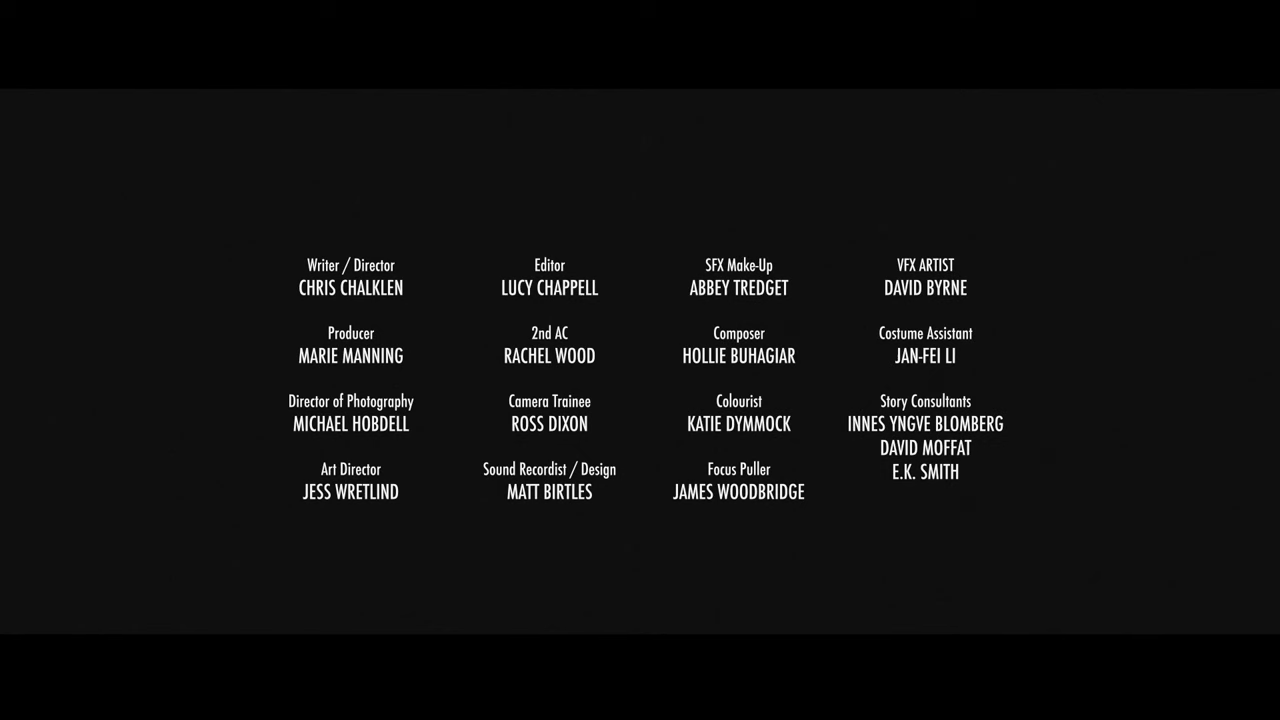 Writer / Director
CHRIS CHALKLEN
Producer
MARIE MANNING
Director of Photography
MICHAEL HOBDELL
Art Director
JESS WRETLIND
Editor
LUCY CHAPPELL
2nd AC
RACHEL WOOD
Camera Trainee
ROSS DIXON
Sound Recordist / Design
MATT BIRTLES
SFX Make-Up
ABBEY TREDGET
Composer
HOLLIE BUHAGIAR
Colourist
KATIE DYMMOCK
Focus Puller
JAMES WOODBRIDGE
VFX ARTIST
DAVID BYRNE
Costume Assistant
JAN-FEI LI
Story Consultants
INNES YNGVE BLOMBERG
DAVID MOFFAT
E.K. SMITH